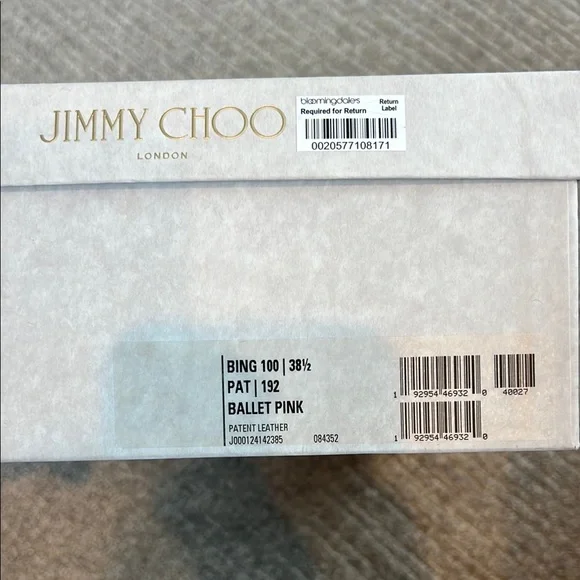 JIMMY CHOO
LONDON
bloomingdale's Return
Required for Return Label
0020577108171
BING 100 | 38½
PAT | 192
BALLET PINK
PATENT LEATHER
J000124142385 084352
1 92954 46932 0 40027
1 92954 46932 0